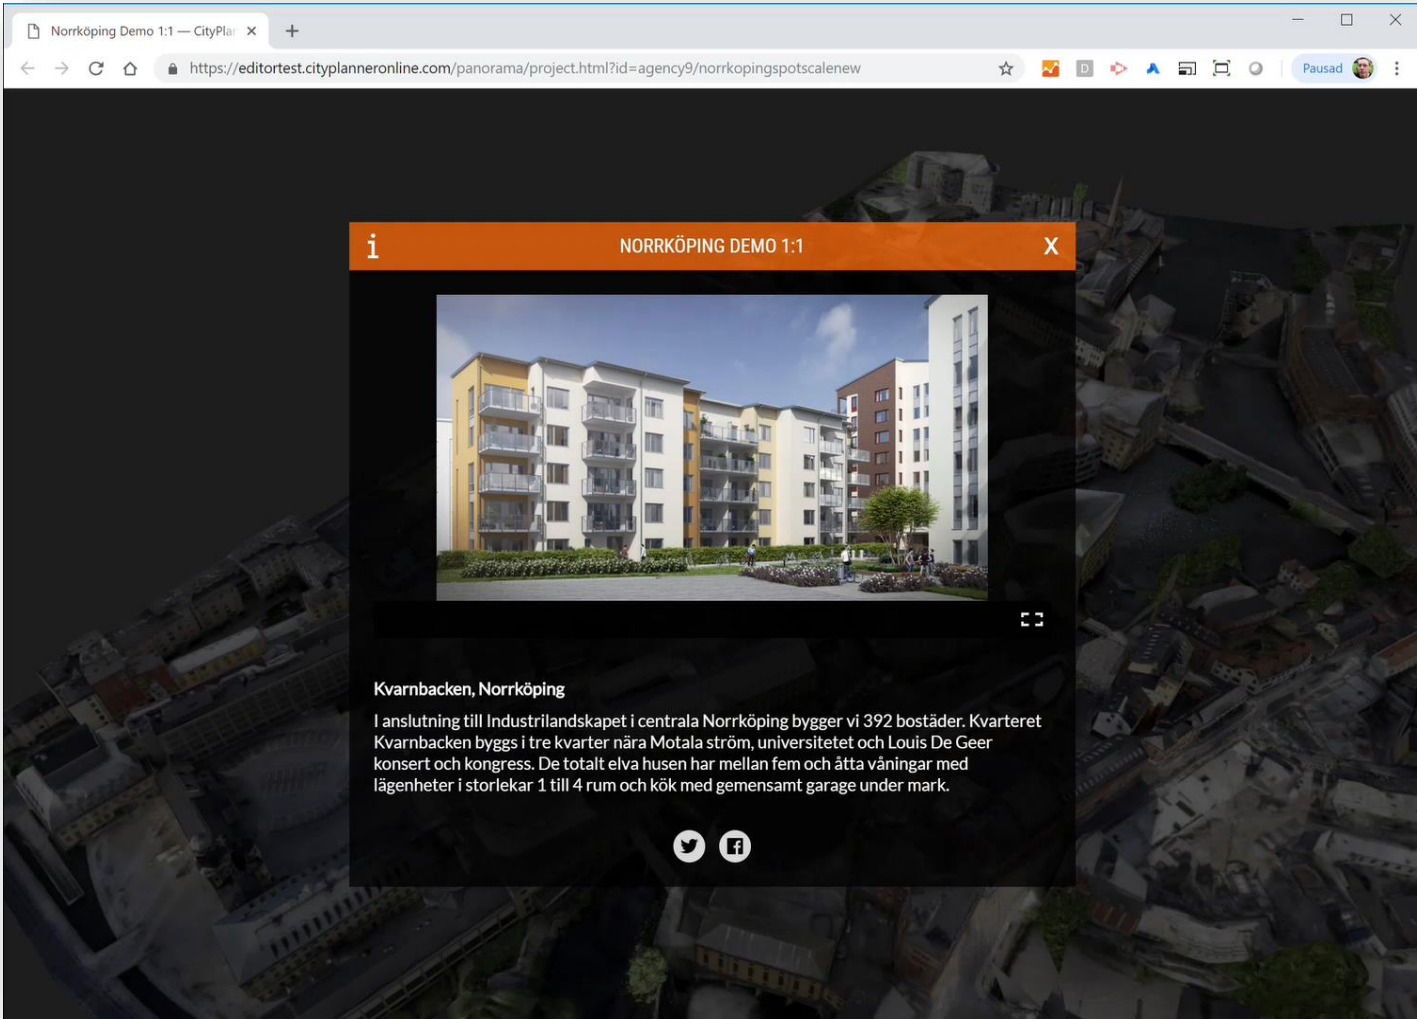 Norrköping Demo 1:1 — CityPla
https://editortest.cityplanneronline.com/panorama/project.html?id=agency9/norrkopingspotscalenew
D
Pausad
i
NORRKÖPING DEMO 1:1
X
Kvarnbacken, Norrköping
I anslutning till Industrilandskapet i centrala Norrköping bygger vi 392 bostäder. Kvarteret
Kvarnbacken byggs i tre kvarter nära Motala ström, universitetet och Louis De Geer
konsert och kongress. De totalt elva husen har mellan fem och åtta våningar med
lägenheter i storlekar 1 till 4 rum och kök med gemensamt garage under mark.